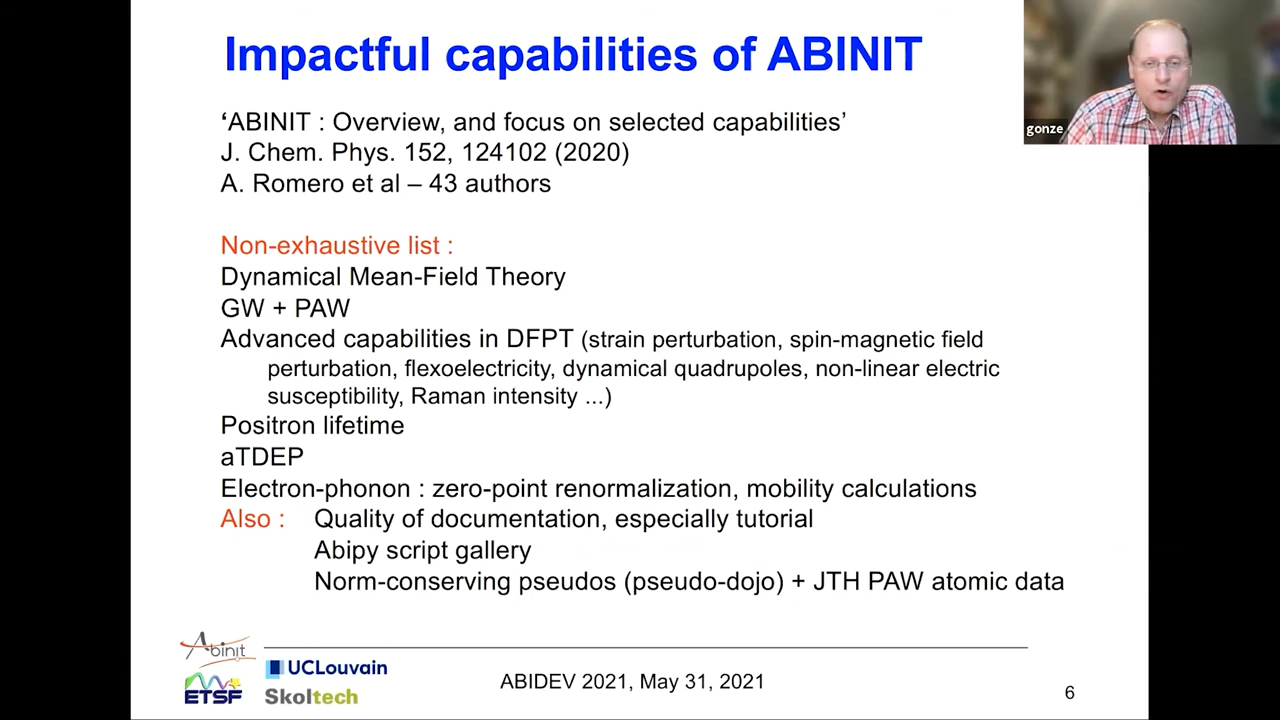 Impactful capabilities of ABINIT
gonze
‘ABINIT : Overview, and focus on selected capabilities’
J. Chem. Phys. 152, 124102 (2020)
A. Romero et al – 43 authors
Non-exhaustive list :
Dynamical Mean-Field Theory
GW + PAW
Advanced capabilities in DFPT (strain perturbation, spin-magnetic field
perturbation, flexoelectricity, dynamical quadrupoles, non-linear electric
susceptibility, Raman intensity ...)
Positron lifetime
aTDEP
Electron-phonon : zero-point renormalization, mobility calculations
Also : Quality of documentation, especially tutorial
Abipy script gallery
Norm-conserving pseudos (pseudo-dojo) + JTH PAW atomic data
Abinit
UCLouvain
ETSF
Skoltech
ABIDEV 2021, May 31, 2021
6